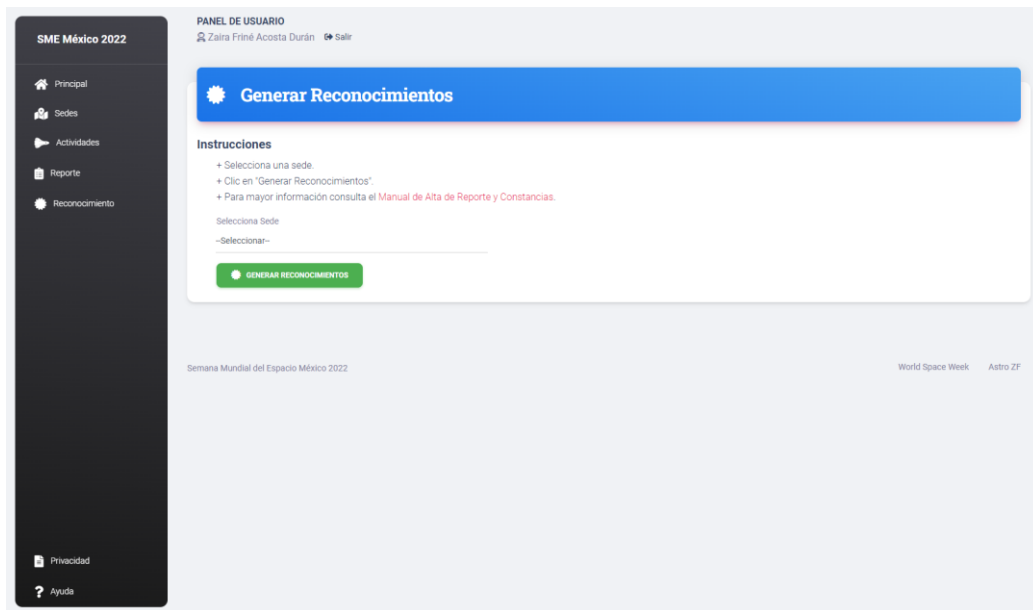 SME México 2022
Principal
Sedes
Actividades
Reporte
Reconocimiento
Privacidad
Ayuda
PANEL DE USUARIO
Zaira Friné Acosta Durán Salir
Generar Reconocimientos
Instrucciones
+ Selecciona una sede.
+ Clic en "Generar Reconocimientos".
+ Para mayor información consulta el Manual de Alta de Reporte y Constancias.
Selecciona Sede
--Seleccionar--
GENERAR RECONOCIMIENTOS
Semana Mundial del Espacio México 2022
World Space Week Astro ZF